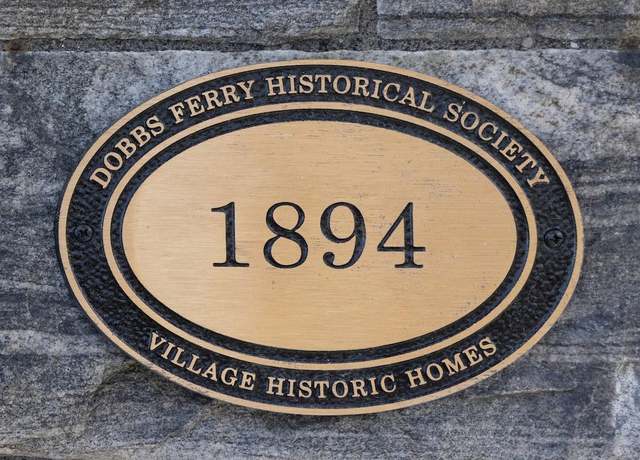 DOBBS FERRY HISTORICAL SOCIETY
1894
VILLAGE HISTORIC HOMES